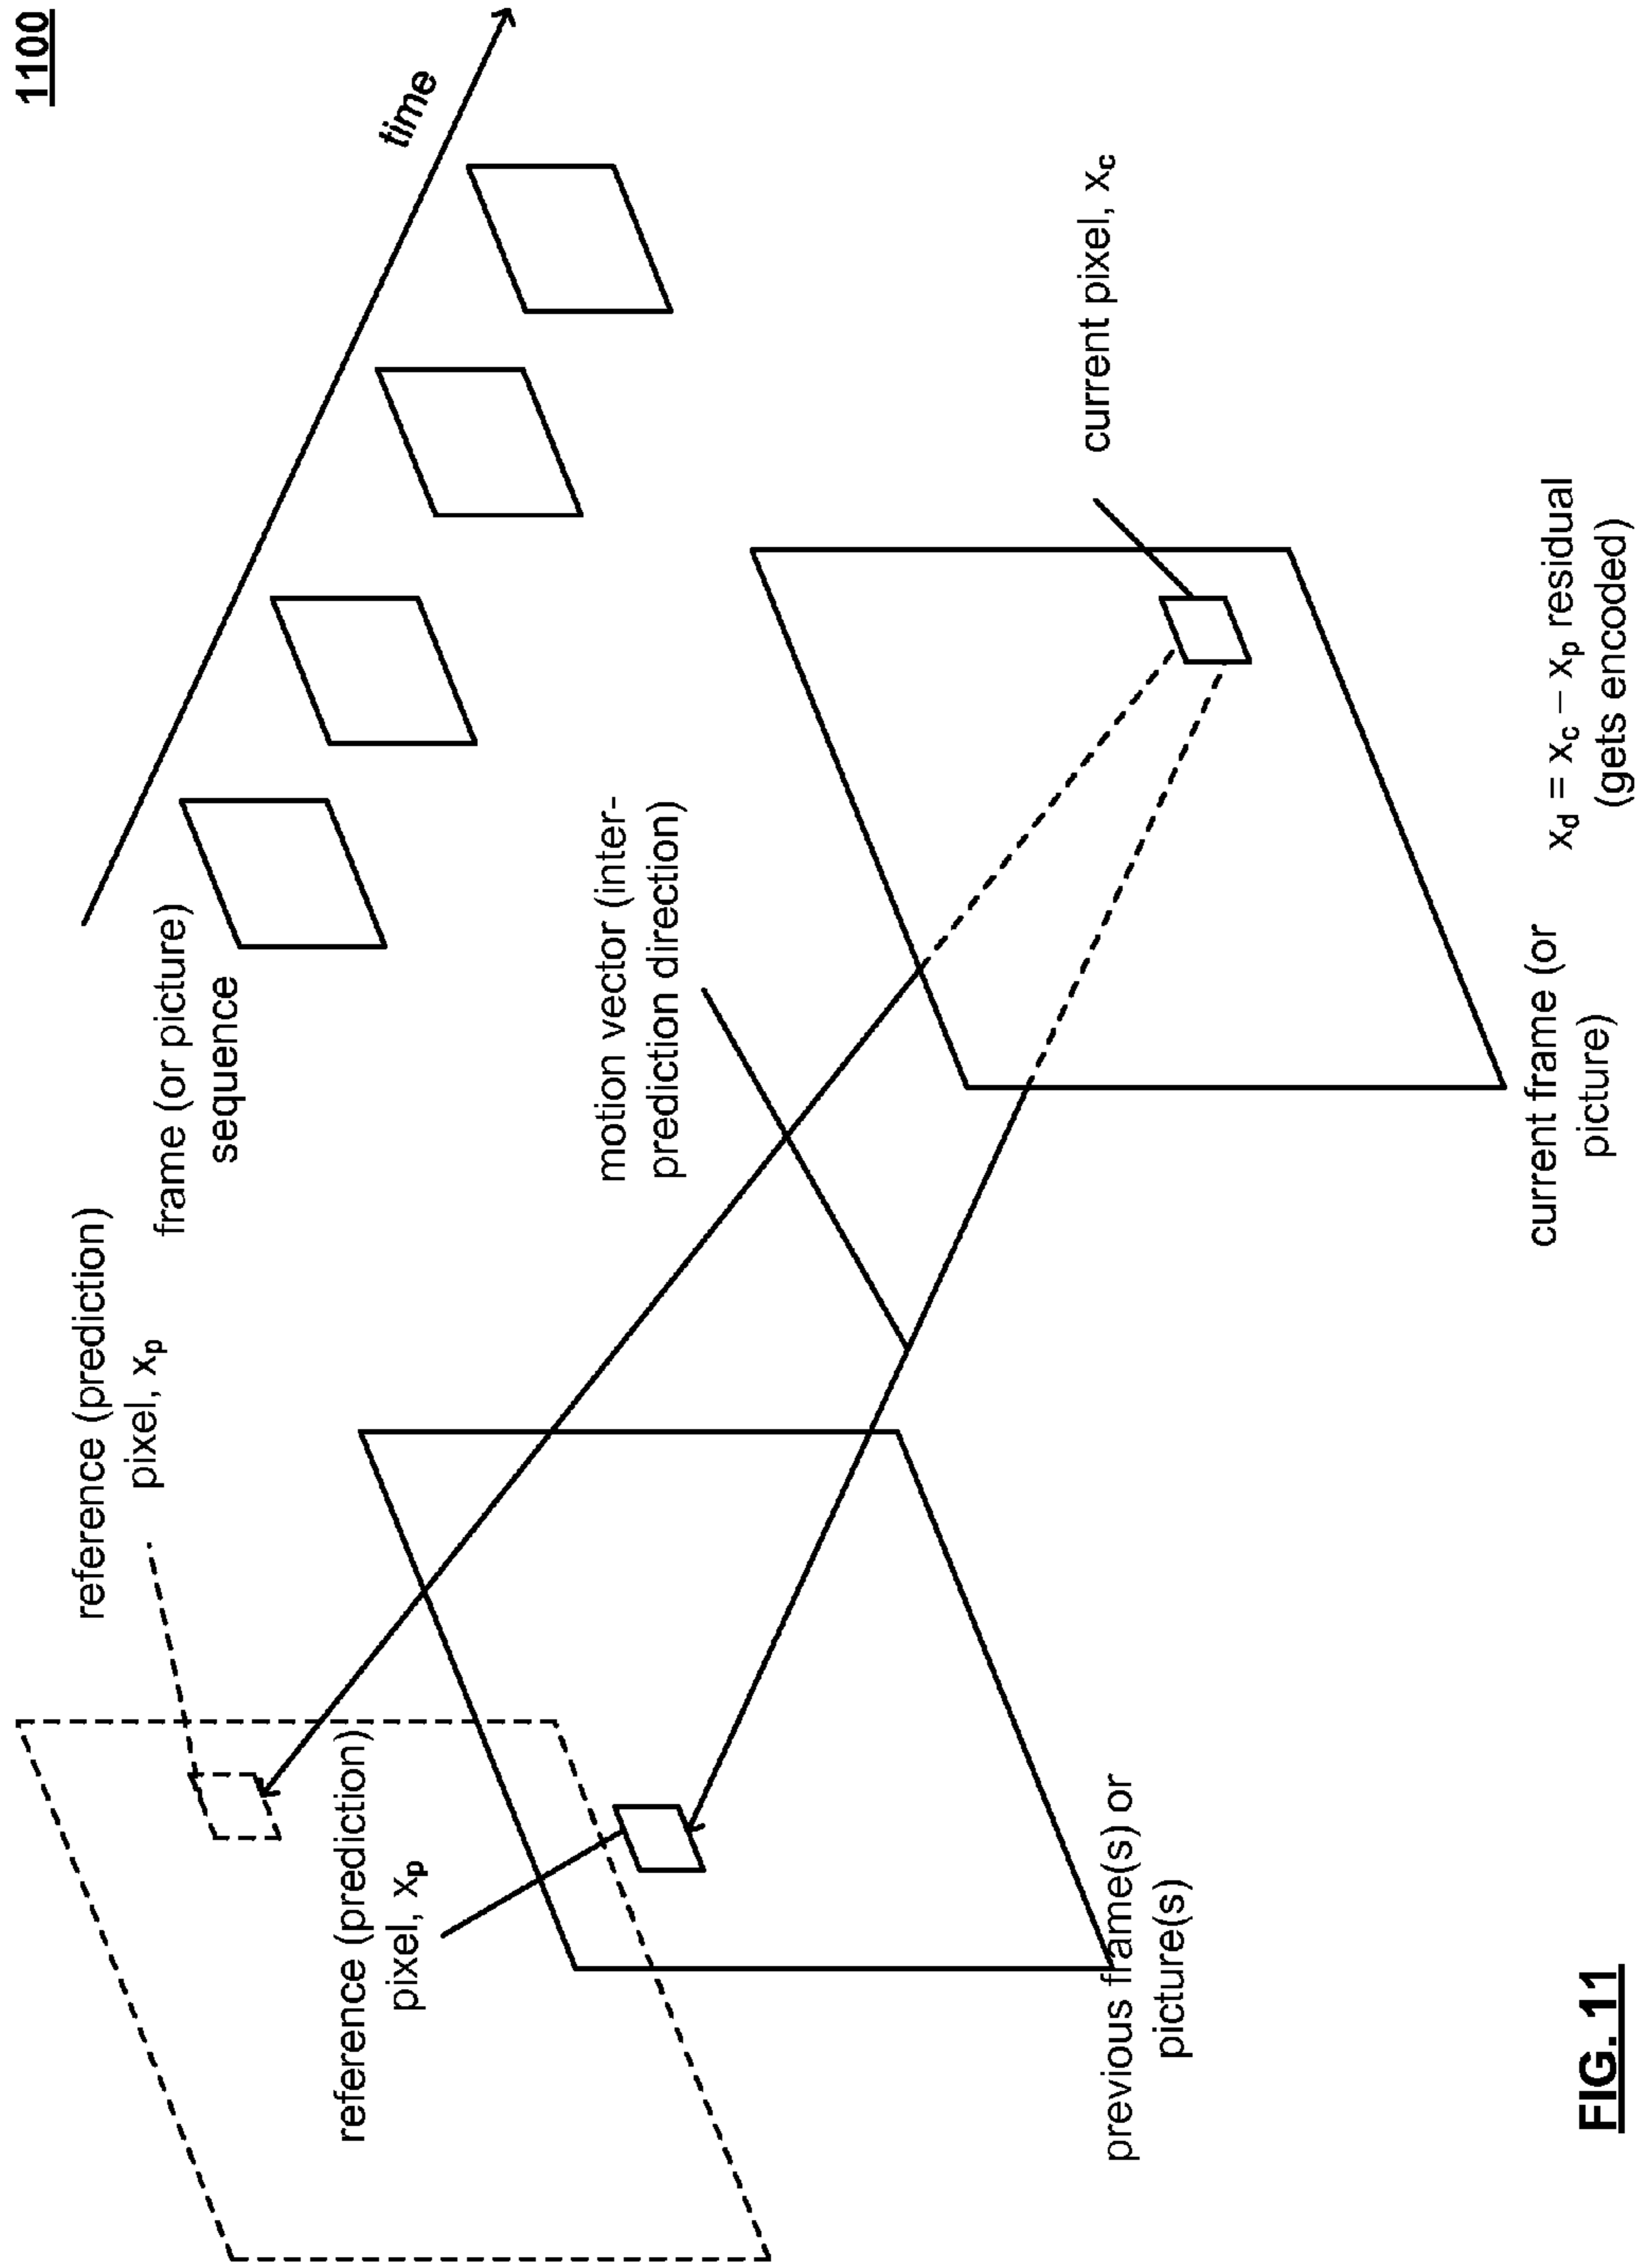 1100
time
frame (or picture)
sequence
reference (prediction)
pixel, xp
motion vector (inter-
prediction direction)
reference (prediction)
pixel, xp
current pixel, xc
previous frame(s) or
picture(s)
current frame (or
picture)
xd = xc – xp residual
(gets encoded)
FIG. 11